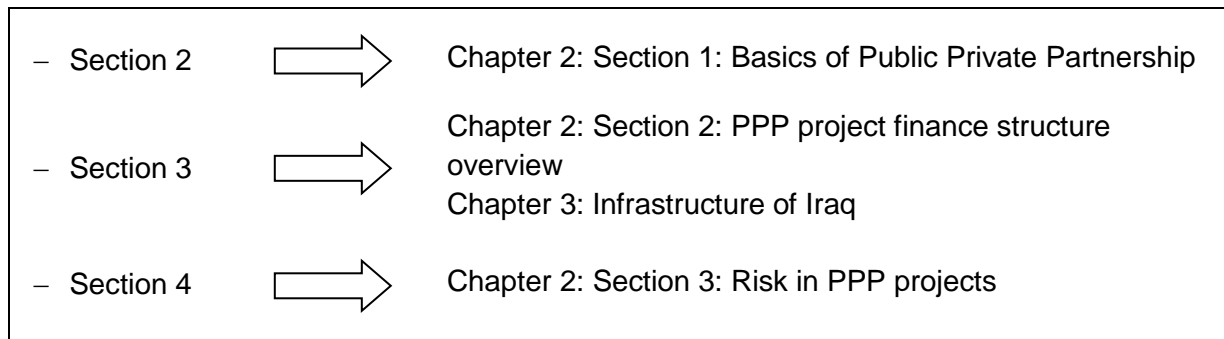 – Section 2
Chapter 2: Section 1: Basics of Public Private Partnership
– Section 3
Chapter 2: Section 2: PPP project finance structure
overview
Chapter 3: Infrastructure of Iraq
– Section 4
Chapter 2: Section 3: Risk in PPP projects